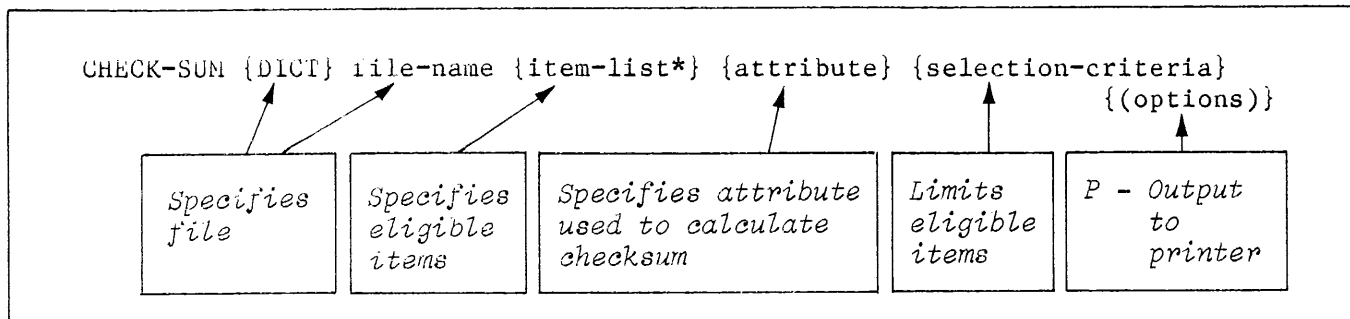 CHECK-SUM {DICT} file-name {item-list*} {attribute} {selection-criteria}
{(options)}
Specifies
file
Specifies
eligible
items
Specifies attribute
used to calculate
checksum
Limits
eligible
items
P - Output
to
printer